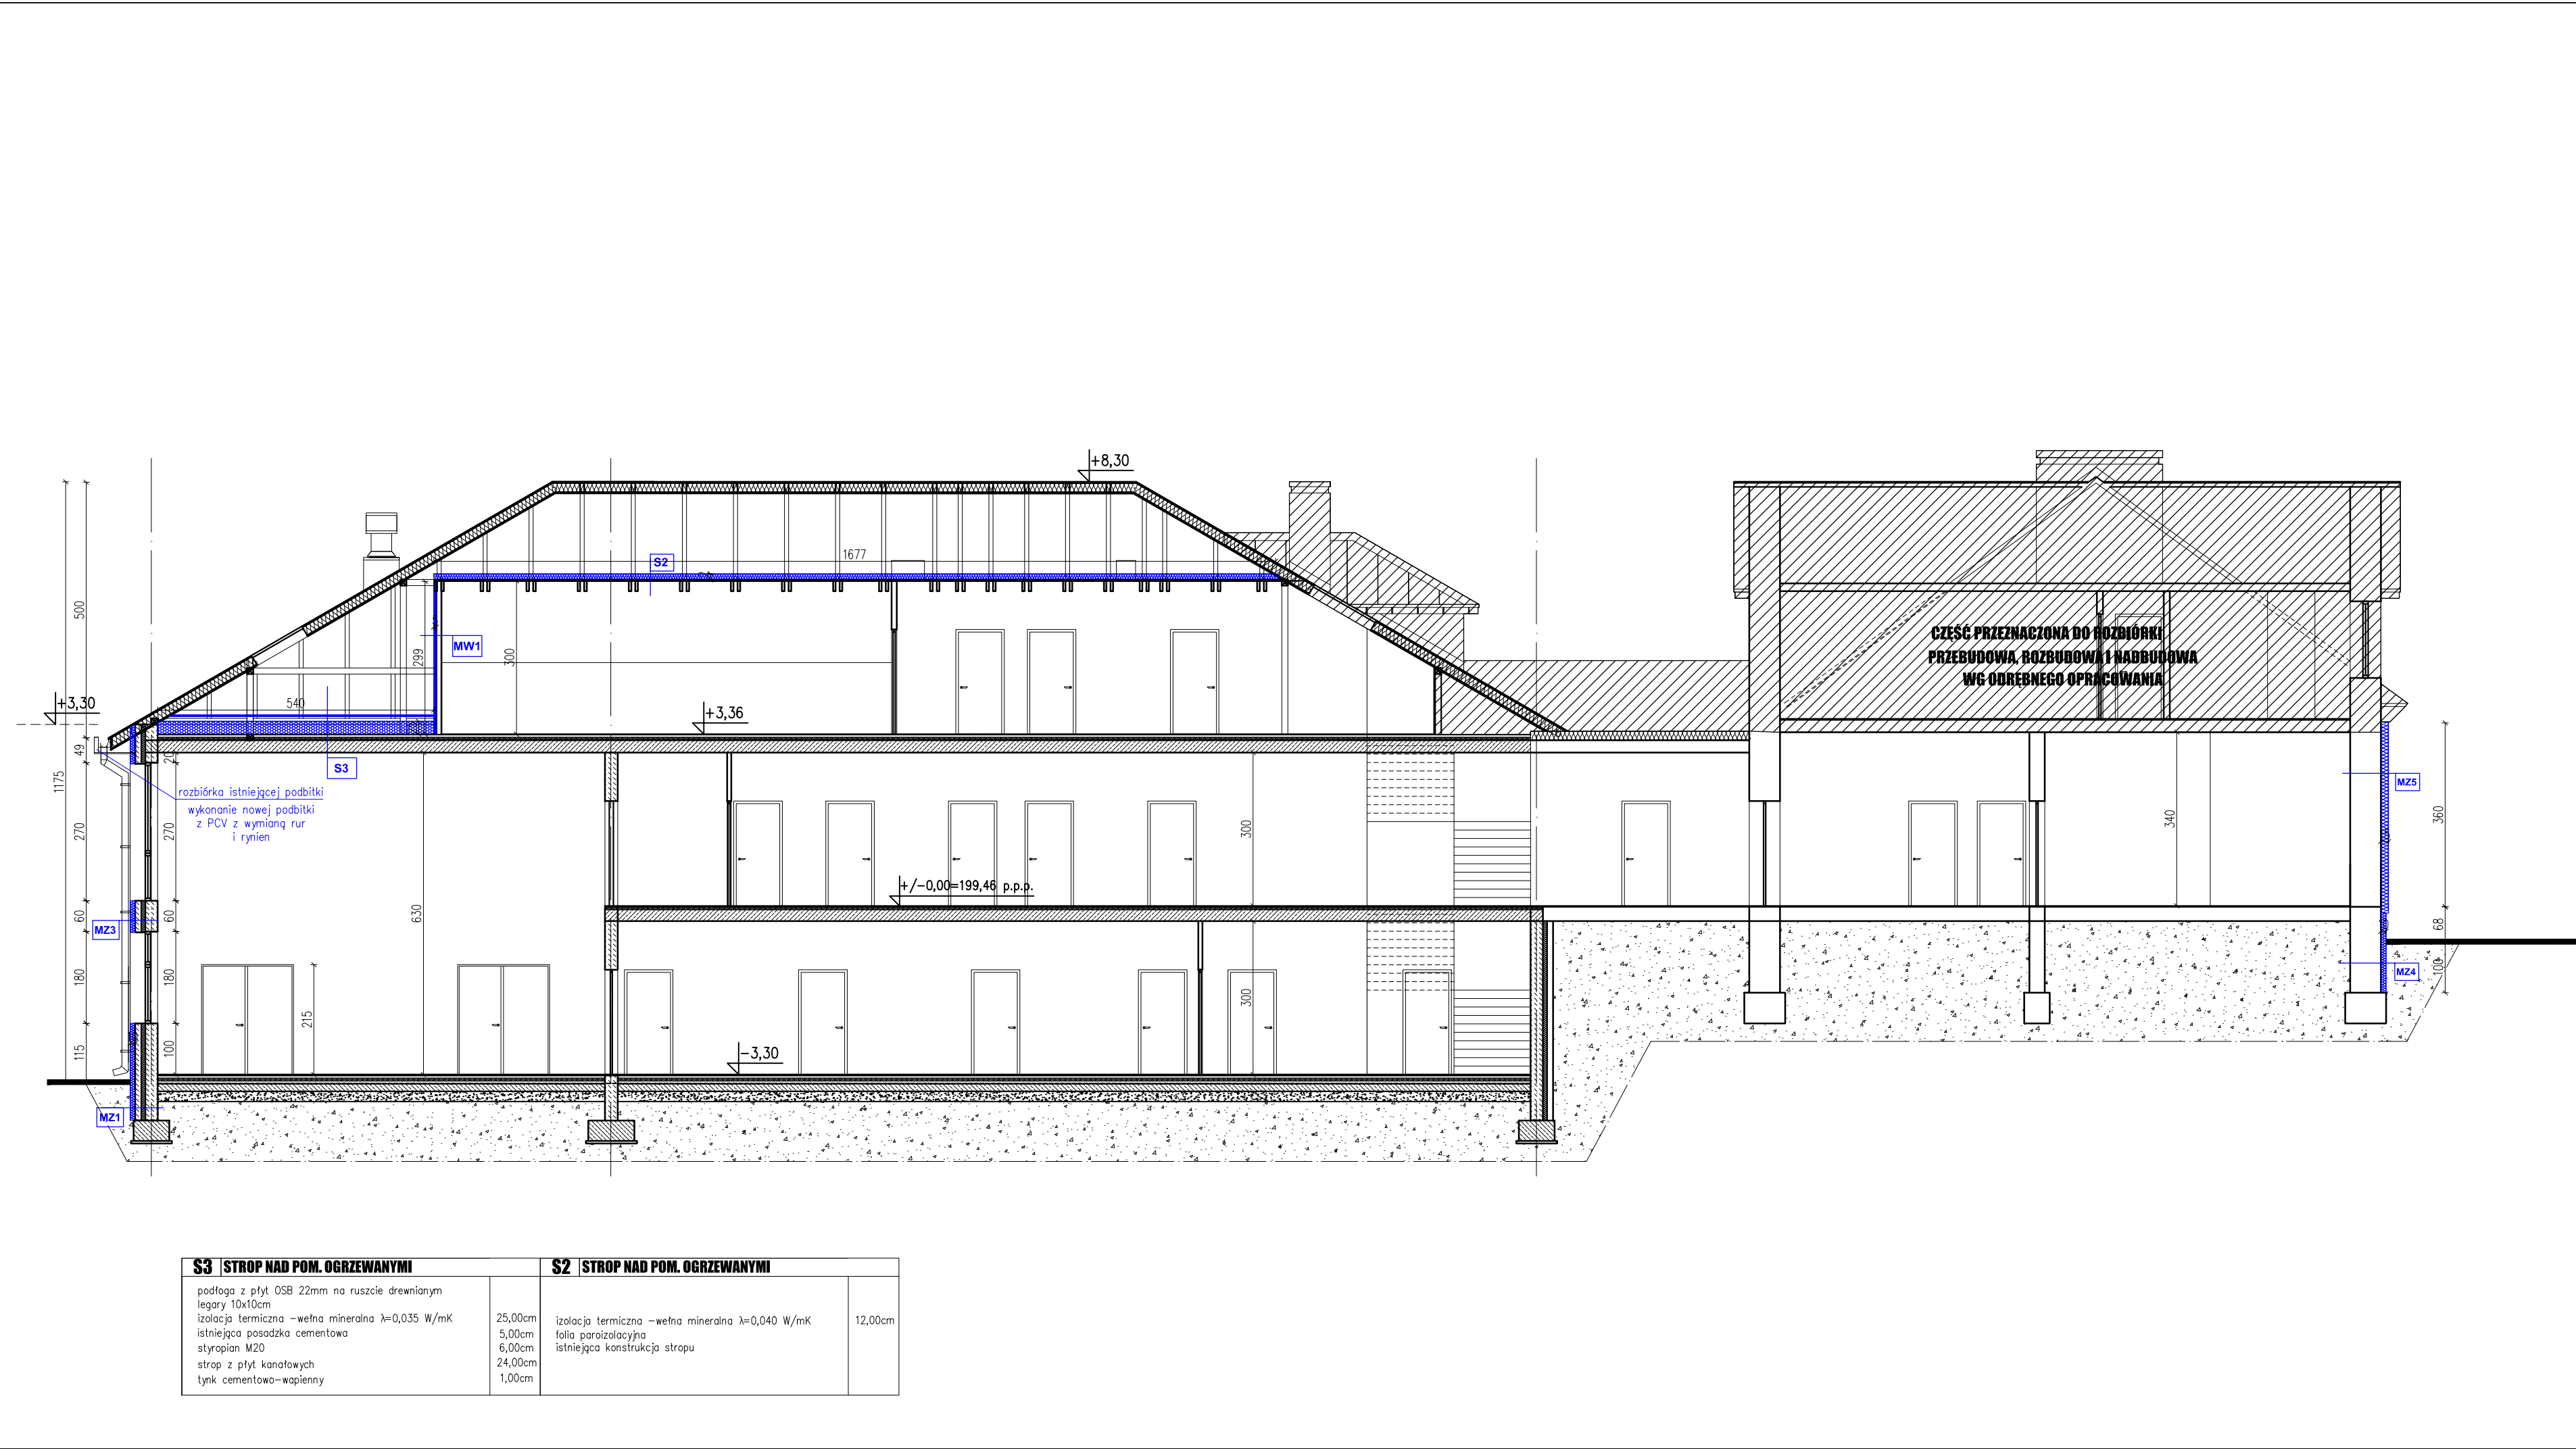 +8,30
1677
S2
500
299
MW1
300
540
+3,30
+3,36
CZĘŚĆ PRZEZNACZONA DO ROZBIÓRKI
PRZEBUDOWA, ROZBUDOWA I NADBUDOWA
WG ODRĘBNEGO OPRACOWANIA
49
20
S3
1175
rozbiórka istniejącej podbitki
wykonanie nowej podbitki
z PCV z wymianą rur
i rynien
270
270
300
340
360
MZ5
+/-0,00=199,46 p.p.p.
630
60
60
MZ3
68
180
180
215
300
100
MZ4
-3,30
115
100
MZ1
S3 STROP NAD POM. OGRZEWANYMI
podłoga z płyt OSB 22mm na ruszcie drewnianym
legary 10x10cm
izolacja termiczna -wełna mineralna λ=0,035 W/mK 25,00cm
istniejąca posadzka cementowa 5,00cm
styropian M20 6,00cm
strop z płyt kanałowych 24,00cm
tynk cementowo-wapienny 1,00cm
S2 STROP NAD POM. OGRZEWANYMI
izolacja termiczna -wełna mineralna λ=0,040 W/mK 12,00cm
folia paroizolacyjna
istniejąca konstrukcja stropu